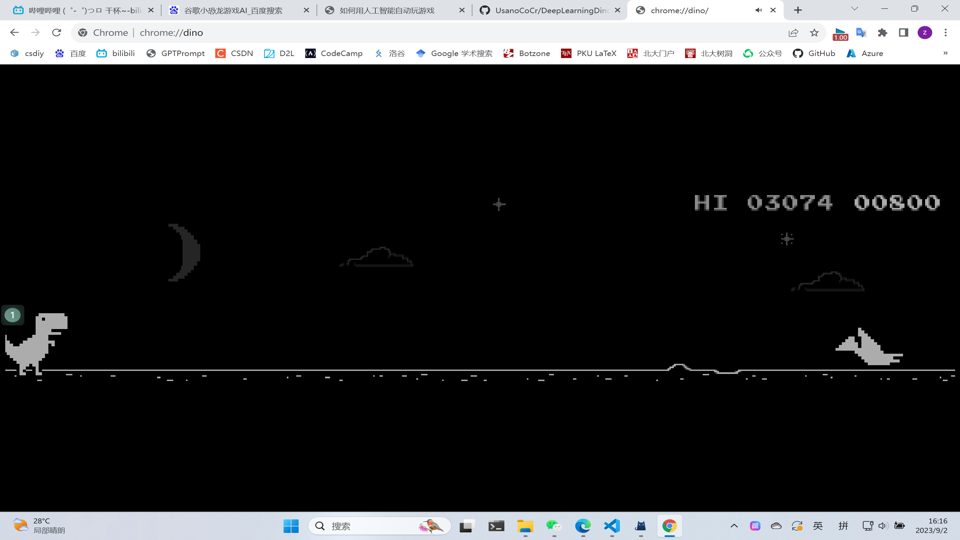 哔哩哔哩 (゜-゜)つロ 干杯~-bili
谷歌小恐龙游戏AI_百度搜索
如何用人工智能自动玩游戏
UsanoCoCr/DeepLearningDin
chrome://dino/
Chrome | chrome://dino
1.00
z
csdiy
百度
bilibili
GPTPrompt
CSDN
D2L
CodeCamp
洛谷
Google 学术搜索
Botzone
PKU LaTeX
北大门户
北大树洞
公众号
GitHub
Azure
»
HI 03074 00800
1
28°C
局部晴朗
搜索
英
拼
16:16
2023/9/2